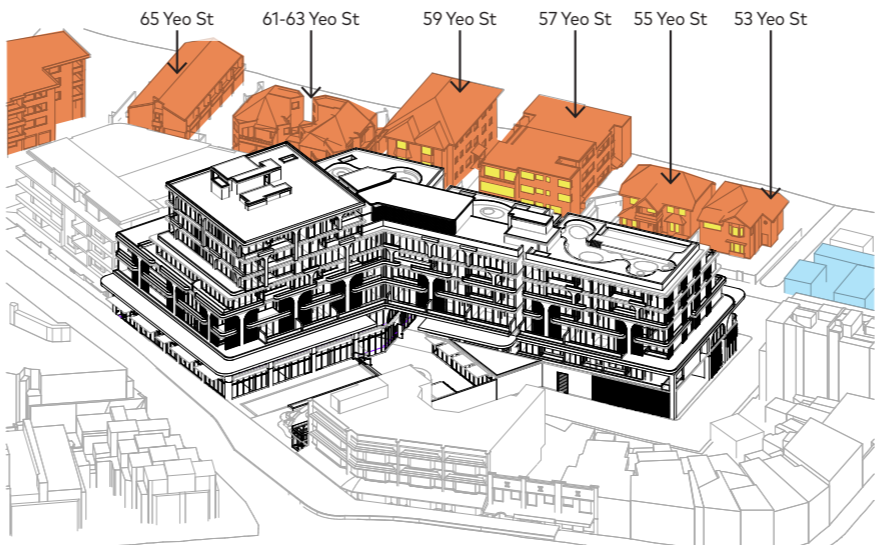 65 Yeo St
61-63 Yeo St
59 Yeo St
57 Yeo St
55 Yeo St
53 Yeo St